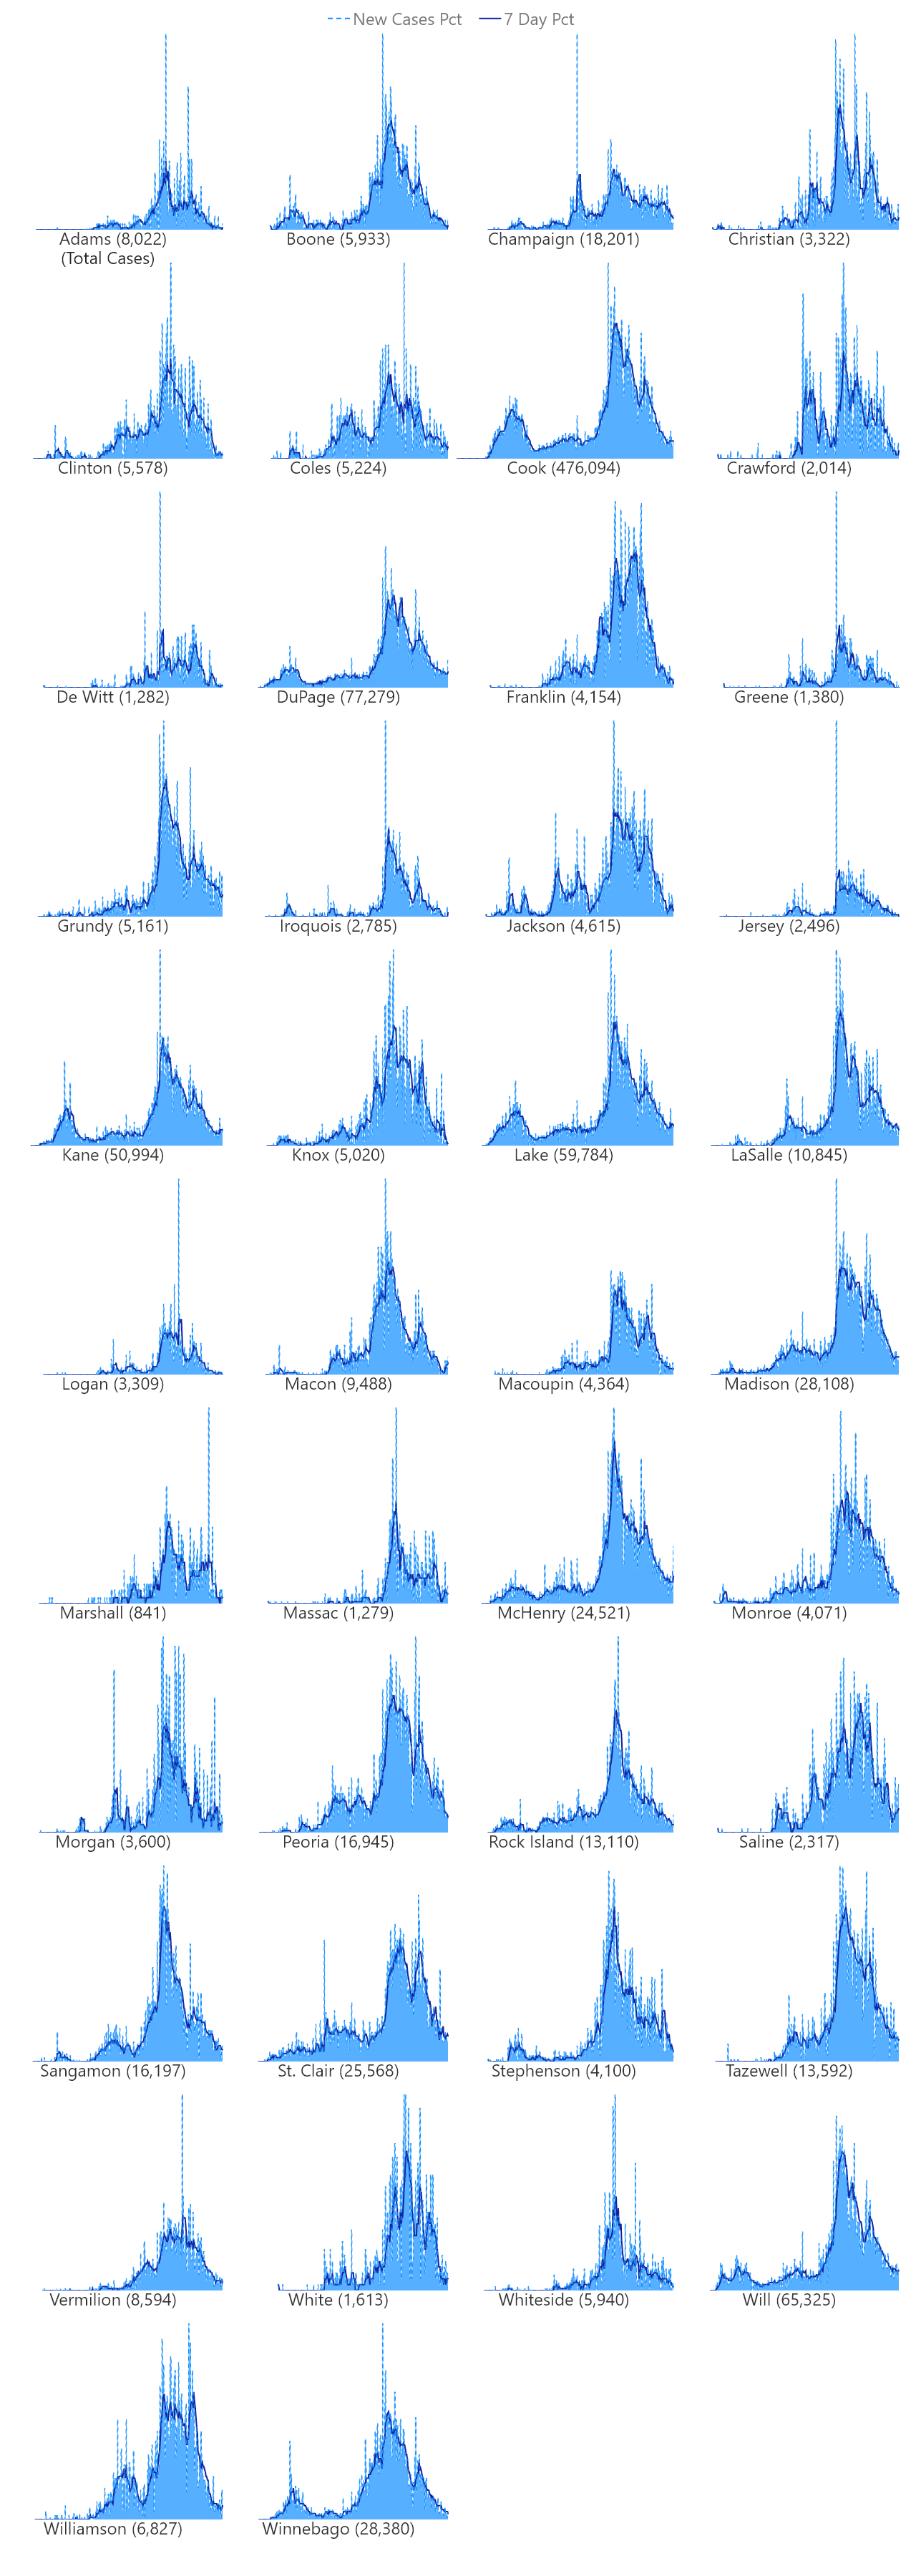 New Cases Pct 7 Day Pct
Adams (8,022) Boone (5,933) Champaign (18,201) Christian (3,322)
(Total Cases)
Clinton (5,578) Coles (5,224) Cook (476,094) Crawford (2,014)
De Witt (1,282) DuPage (77,279) Franklin (4,154) Greene (1,380)
Grundy (5,161) Iroquois (2,785) Jackson (4,615) Jersey (2,496)
Kane (50,994) Knox (5,020) Lake (59,784) LaSalle (10,845)
Logan (3,309) Macon (9,488) Macoupin (4,364) Madison (28,108)
Marshall (841) Massac (1,279) McHenry (24,521) Monroe (4,071)
Morgan (3,600) Peoria (16,945) Rock Island (13,110) Saline (2,317)
Sangamon (16,197) St. Clair (25,568) Stephenson (4,100) Tazewell (13,592)
Vermilion (8,594) White (1,613) Whiteside (5,940) Will (65,325)
Williamson (6,827) Winnebago (28,380)